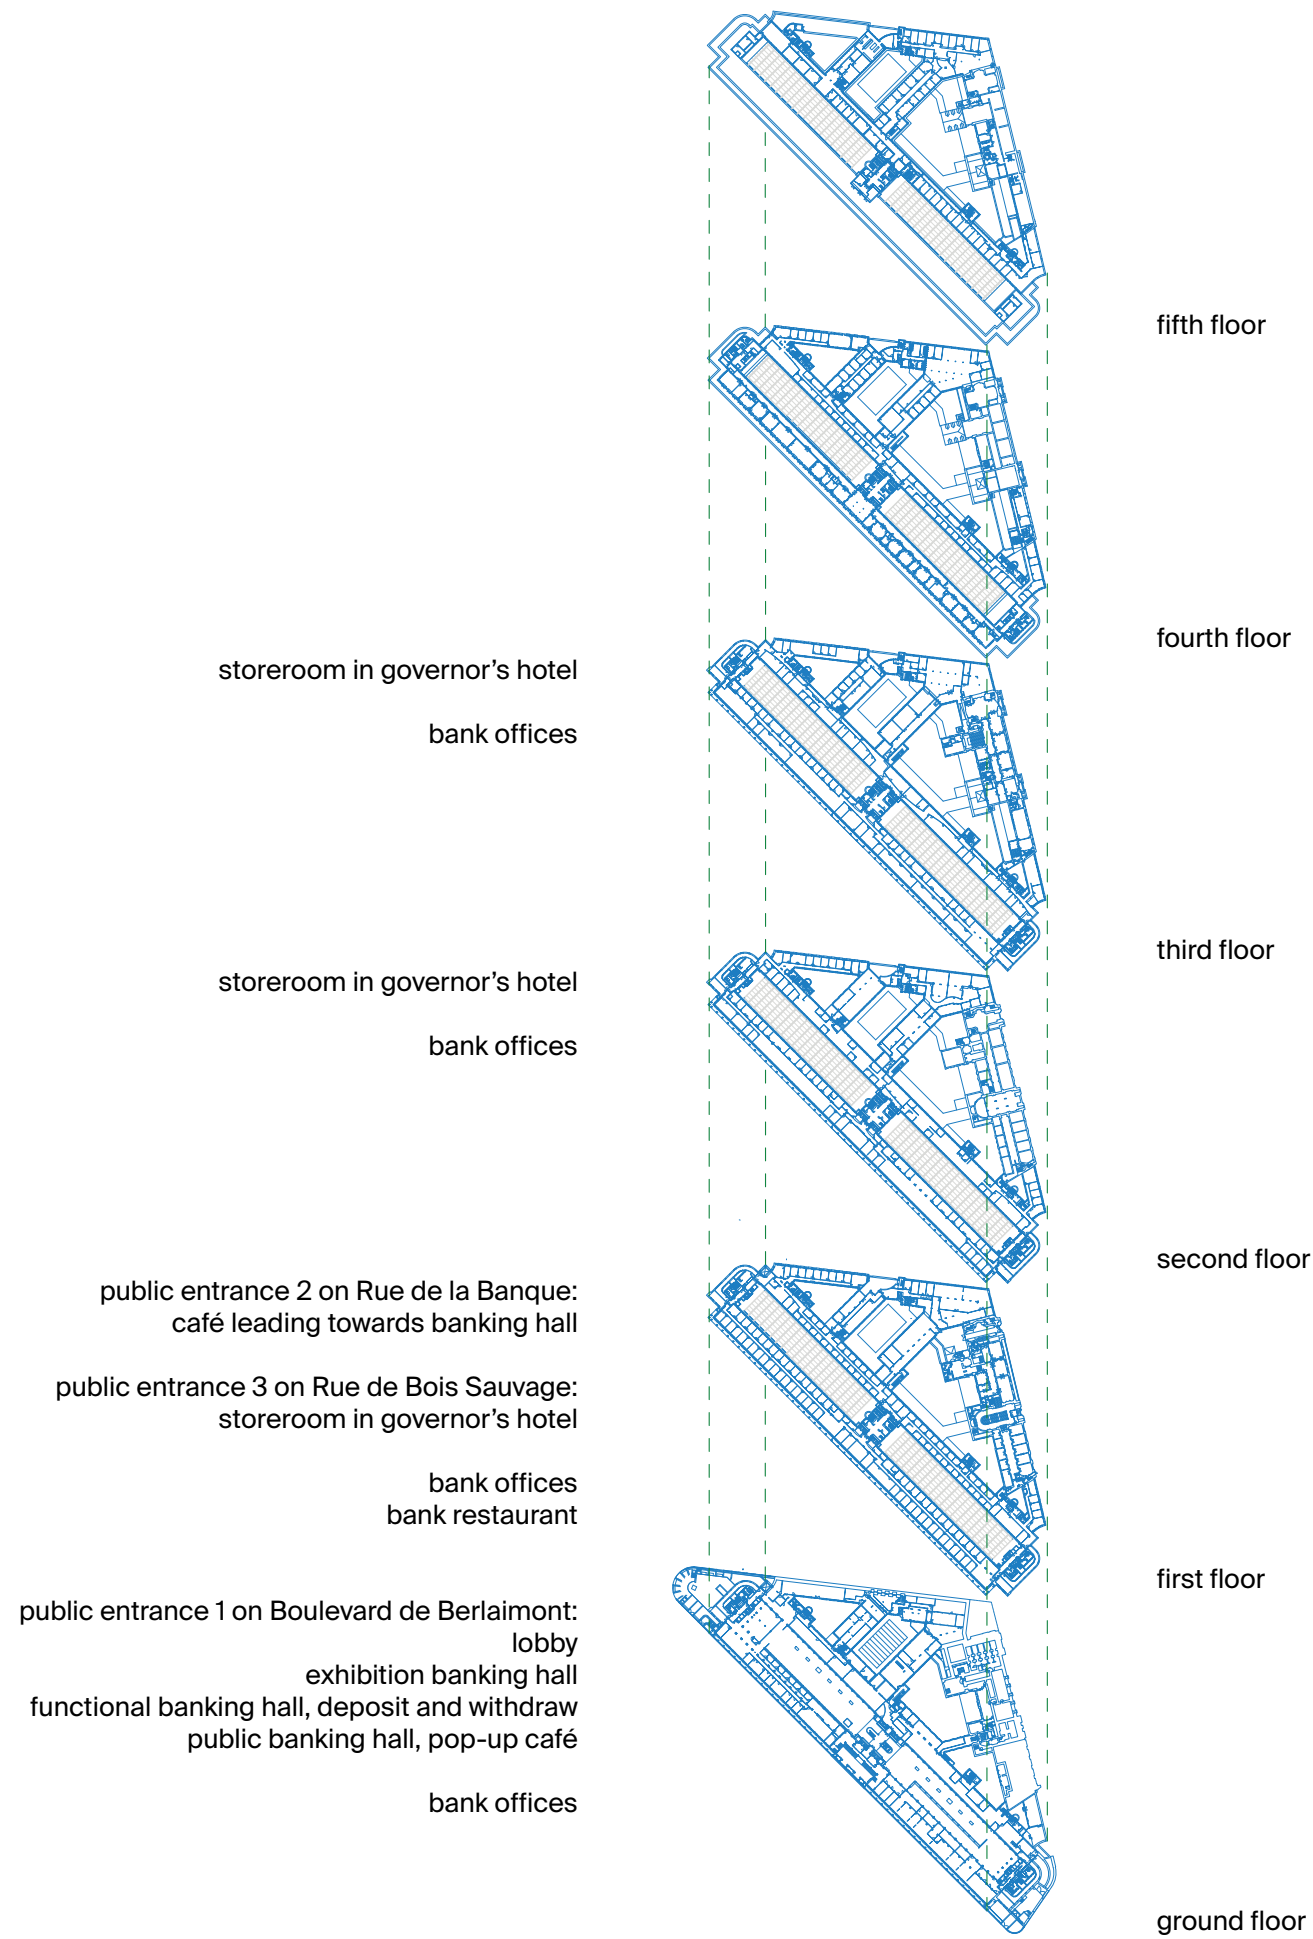 fifth floor
fourth floor
storeroom in governor’s hotel
bank offices
third floor
storeroom in governor’s hotel
bank offices
second floor
public entrance 2 on Rue de la Banque:
café leading towards banking hall
public entrance 3 on Rue de Bois Sauvage:
storeroom in governor’s hotel
bank offices
bank restaurant
first floor
public entrance 1 on Boulevard de Berlaimont:
lobby
exhibition banking hall
functional banking hall, deposit and withdraw
public banking hall, pop-up café
bank offices
ground floor